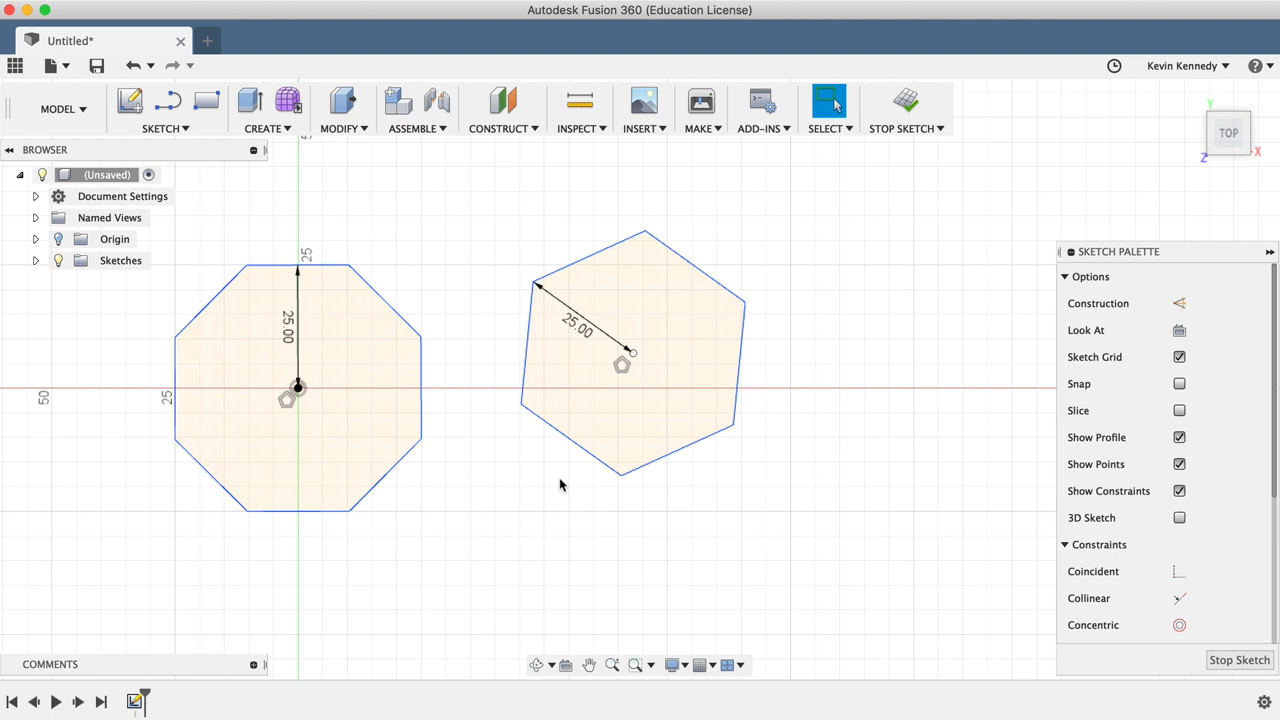 Autodesk Fusion 360 (Education License)
Untitled*
Kevin Kennedy
MODEL
SKETCH
CREATE
MODIFY
ASSEMBLE
CONSTRUCT
INSPECT
INSERT
MAKE
ADD-INS
SELECT
STOP SKETCH
Y
TOP
X
Z
BROWSER
(Unsaved)
Document Settings
Named Views
Origin
Sketches
25
25.00
50
25
25.00
SKETCH PALETTE
Options
Construction
Look At
Sketch Grid
Snap
Slice
Show Profile
Show Points
Show Constraints
3D Sketch
Constraints
Coincident
Collinear
Concentric
Stop Sketch
COMMENTS